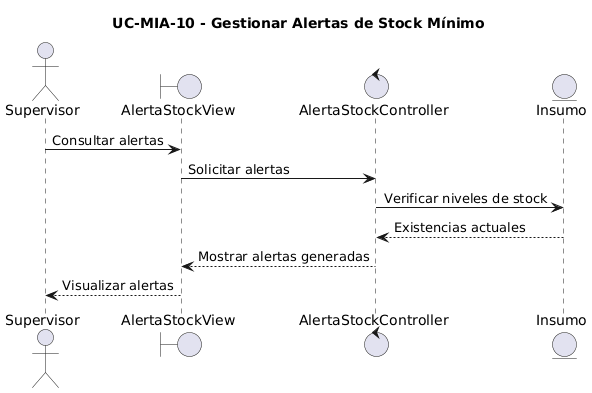 UC-MIA-10 - Gestionar Alertas de Stock Mínimo
Supervisor AlertaStockView AlertaStockController Insumo
Consultar alertas
Solicitar alertas
Verificar niveles de stock
Existencias actuales
Mostrar alertas generadas
Visualizar alertas
Supervisor AlertaStockView AlertaStockController Insumo